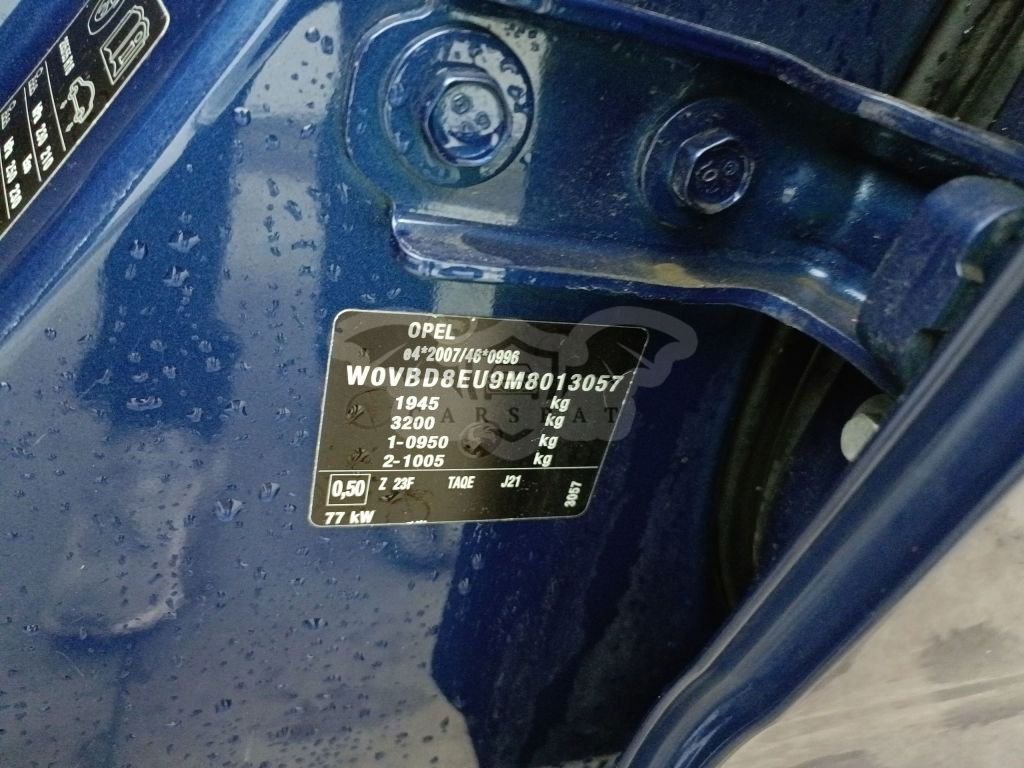 OPEL
e4*2007/46*0996
W0VBD8EU9M8013057
1945 kg
3200 kg
1-0950 kg
2-1005 kg
0,50 Z 23F TAQE J21 3057
77 kW
CARSEAT